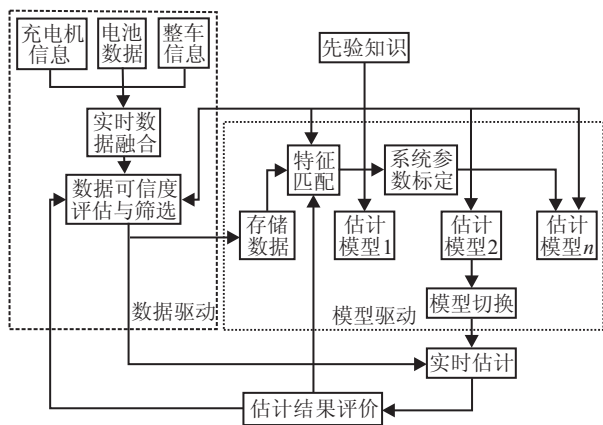 充电机
信息
电池
数据
整车
信息
先验知识
实时数
据融合
特征
匹配
系统参
数标定
数据可信度
评估与筛选
存储
数据
估计
模型1
估计
模型2
估计
模型n
数据驱动
模型驱动
模型切换
实时估计
估计结果评价